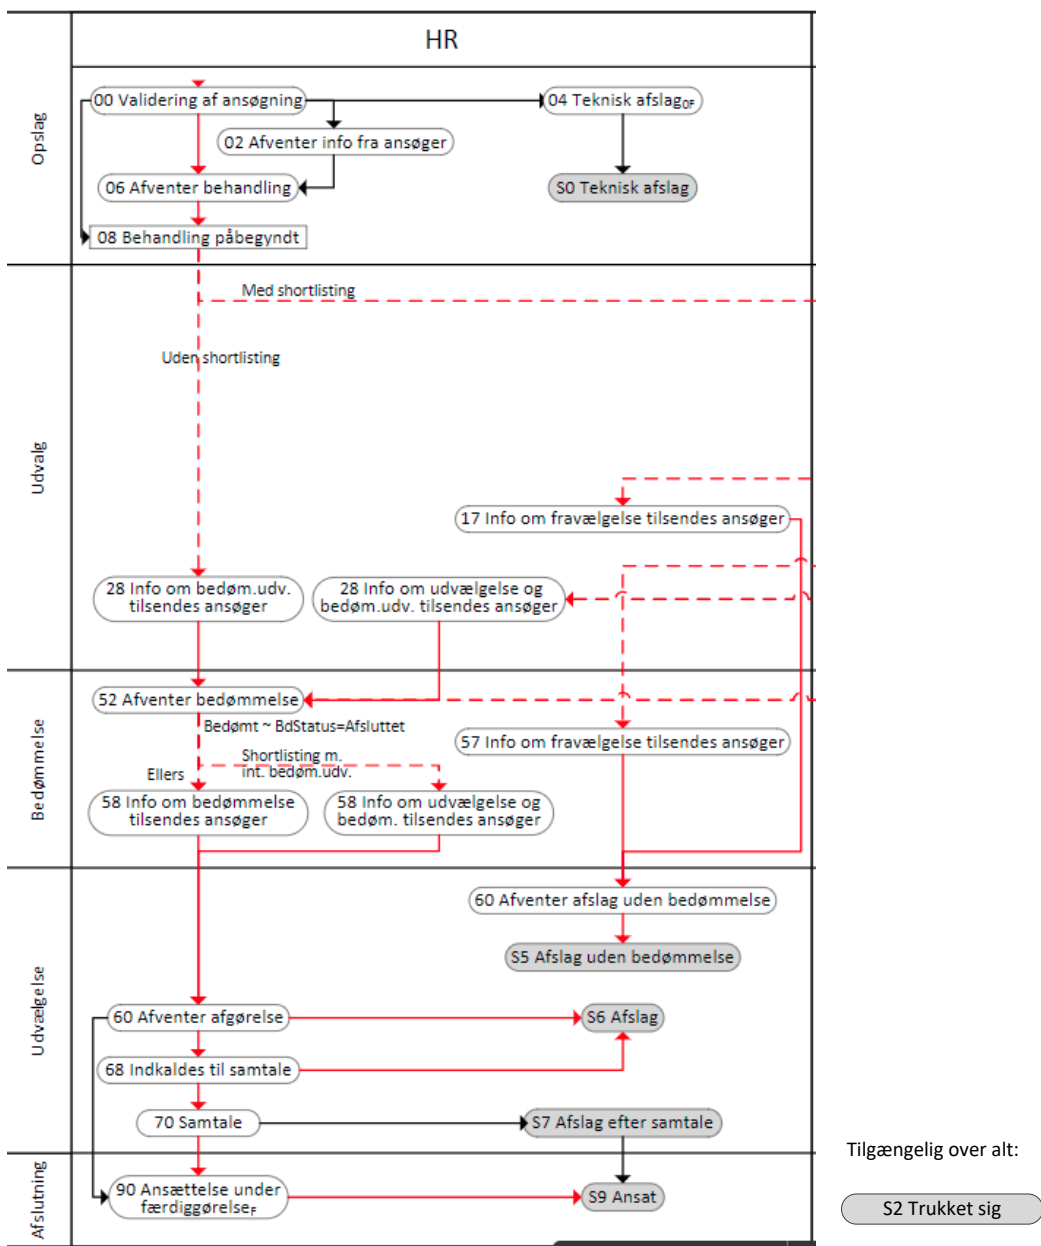 HR
Opslag
00 Validering af ansøgning
04 Teknisk afslagOF
02 Afventer info fra ansøger
06 Afventer behandling
S0 Teknisk afslag
08 Behandling påbegyndt
Udvalg
Med shortlisting
Uden shortlisting
17 Info om fravælgelse tilsendes ansøger
28 Info om bedøm.udv.
tilsendes ansøger
28 Info om udvælgelse og
bedøm.udv. tilsendes ansøger
Bedømmelse
52 Afventer bedømmelse
Bedømt ~ BdStatus=Afsluttet
57 Info om fravælgelse tilsendes ansøger
Shortlisting m.
int. bedøm.udv.
Ellers
58 Info om bedømmelse
tilsendes ansøger
58 Info om udvælgelse og
bedøm. tilsendes ansøger
Udvælgelse
60 Afventer afslag uden bedømmelse
S5 Afslag uden bedømmelse
60 Afventer afgørelse
S6 Afslag
68 Indkaldes til samtale
70 Samtale
S7 Afslag efter samtale
Afslutning
90 Ansættelse under
færdiggørelseF
S9 Ansat
Tilgængelig over alt:
S2 Trukket sig